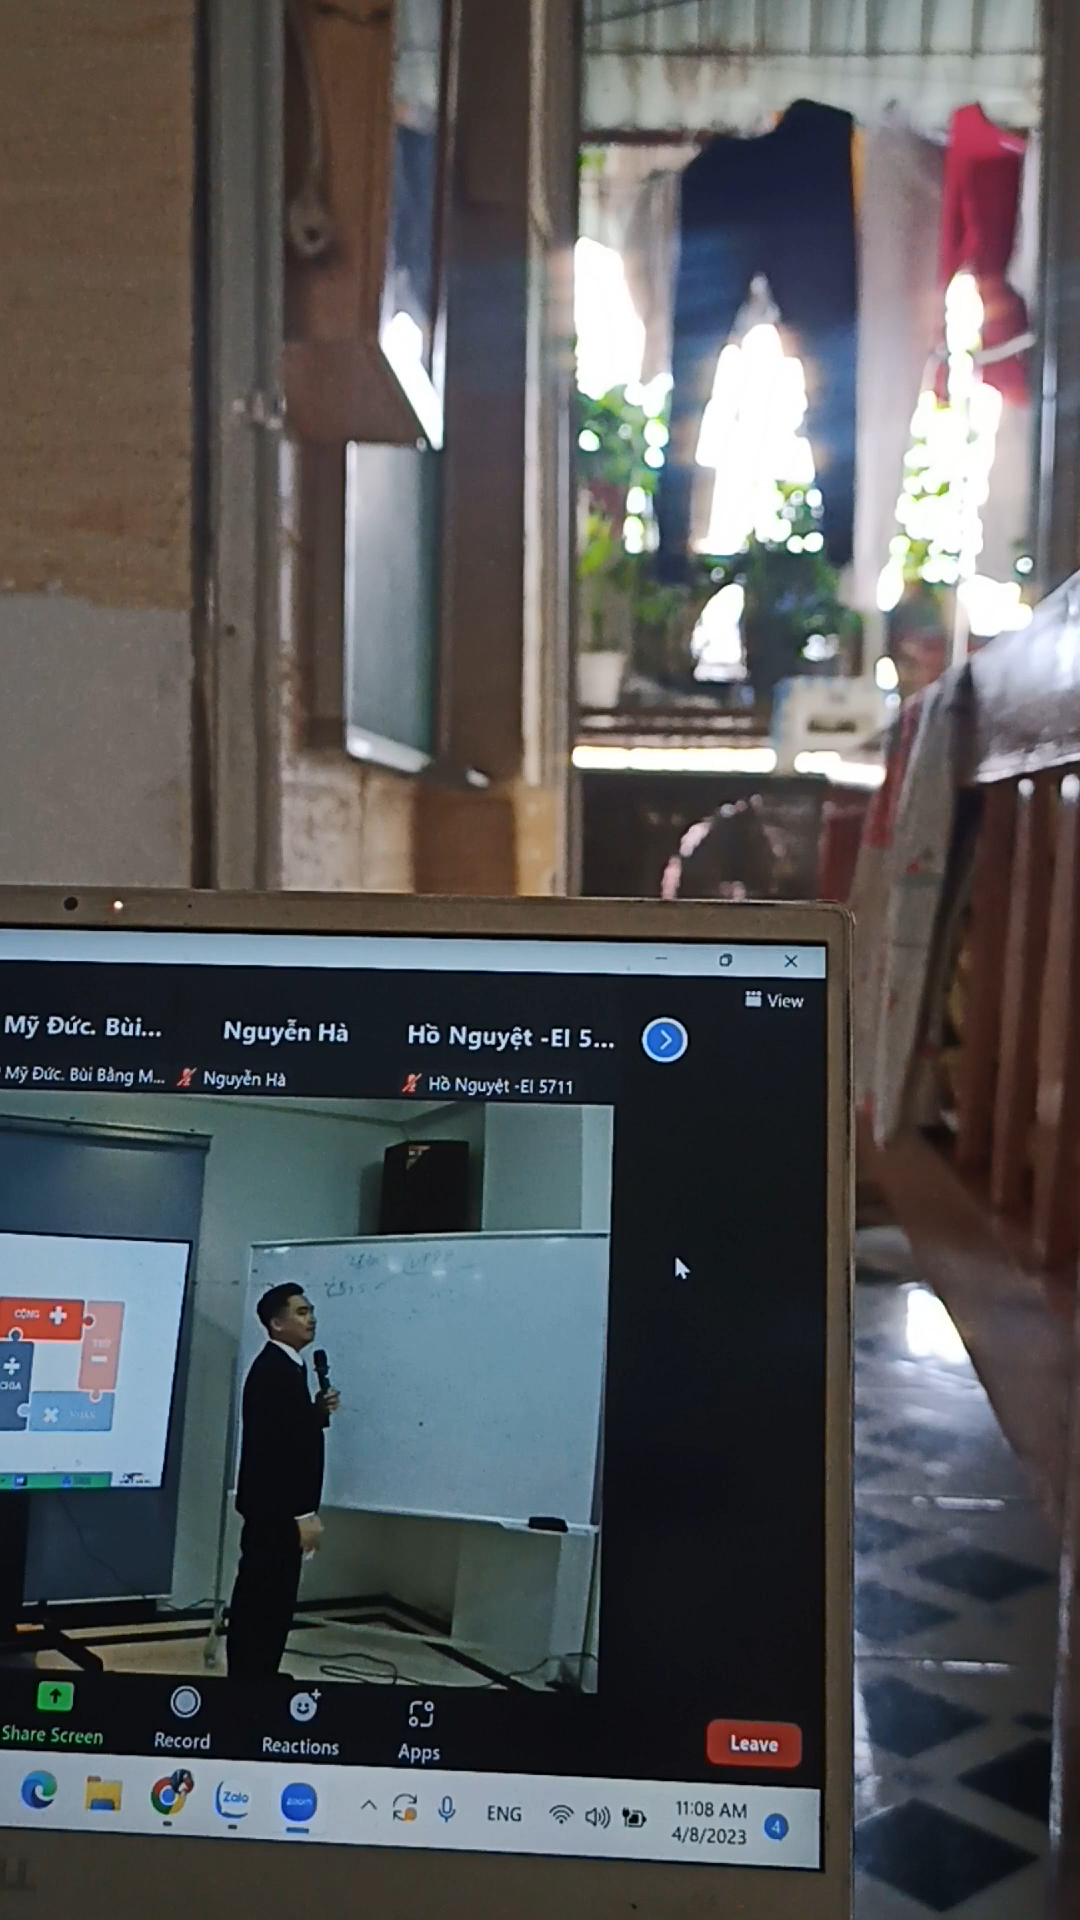 View
Mỹ Đức. Bùi...
Nguyễn Hà
Hồ Nguyệt -EI 5...
Mỹ Đức. Bùi Bằng M...
Nguyễn Hà
Hồ Nguyệt -EI 5711
CỘNG
TRỪ
CHIA
NHÂN
Share Screen
Record
Reactions
Apps
Leave
Zalo
zoom
ENG
11:08 AM
4/8/2023
4